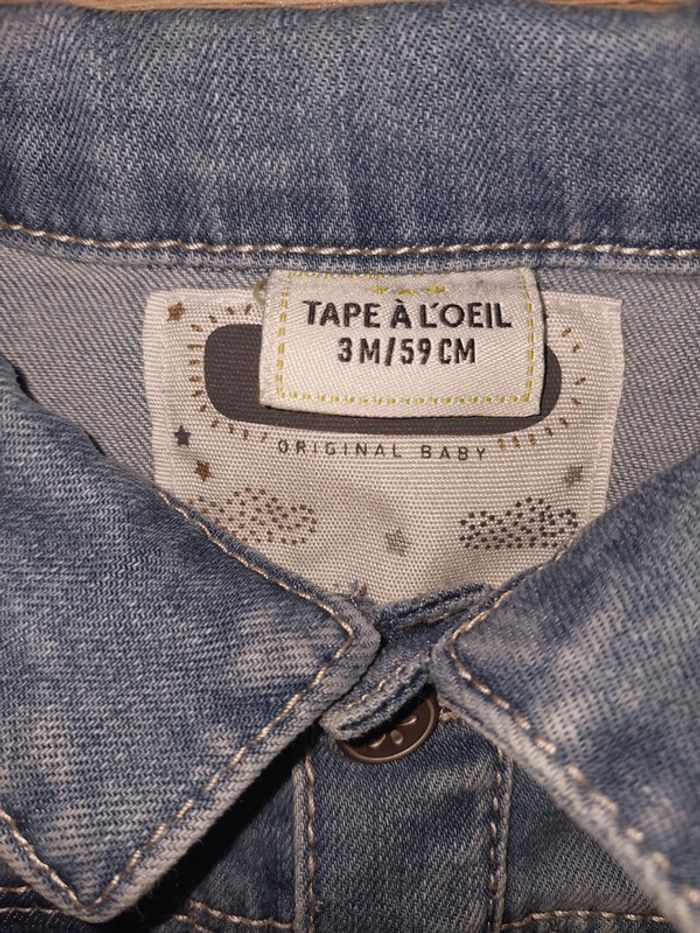 TAPE À L'OEIL
3M/59CM
ORIGINAL BABY